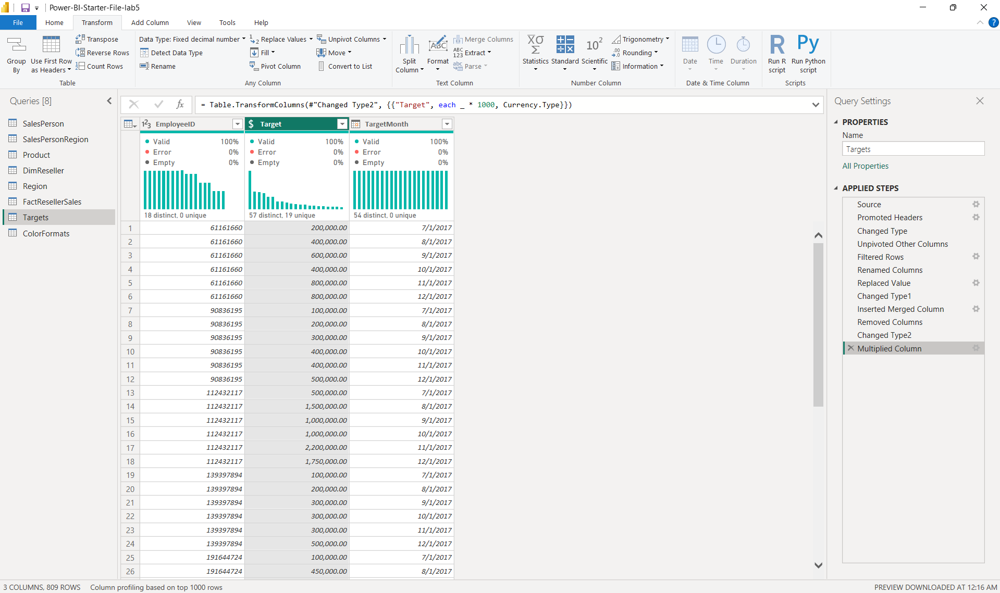 Power-BI-Starter-File-lab5
File
Home
Transform
Add Column
View
Tools
Help
?
Group By
Use First Row as Headers
Transpose
Reverse Rows
Count Rows
Table
Data Type: Fixed decimal number
Detect Data Type
Rename
Replace Values
Fill
Pivot Column
Unpivot Columns
Move
Convert to List
Any Column
Split Column
ABC
Format
Merge Columns
ABC 123 Extract
abc Parse
Text Column
Statistics
Standard
10² Scientific
Trigonometry
.00 Rounding
Information
Number Column
Date
Time
Duration
Date & Time Column
R
Run R script
Py
Run Python script
Scripts
Queries [8]
SalesPerson
SalesPersonRegion
Product
DimReseller
Region
FactResellerSales
Targets
ColorFormats
fx
= Table.TransformColumns(#"Changed Type2", {{"Target", each _ * 1000, Currency.Type}})
EmployeeID $ Target TargetMonth
Valid 100% Valid 100% Valid 100%
Error 0% Error 0% Error 0%
Empty 0% Empty 0% Empty 0%
18 distinct, 0 unique 57 distinct, 19 unique 54 distinct, 0 unique
1 61161660 200,000.00 7/1/2017
2 61161660 400,000.00 8/1/2017
3 61161660 600,000.00 9/1/2017
4 61161660 400,000.00 10/1/2017
5 61161660 800,000.00 11/1/2017
6 61161660 800,000.00 12/1/2017
7 90836195 100,000.00 7/1/2017
8 90836195 200,000.00 8/1/2017
9 90836195 300,000.00 9/1/2017
10 90836195 400,000.00 10/1/2017
11 90836195 400,000.00 11/1/2017
12 90836195 500,000.00 12/1/2017
13 112432117 500,000.00 7/1/2017
14 112432117 1,500,000.00 8/1/2017
15 112432117 1,000,000.00 9/1/2017
16 112432117 1,000,000.00 10/1/2017
17 112432117 2,200,000.00 11/1/2017
18 112432117 1,750,000.00 12/1/2017
19 139397894 100,000.00 7/1/2017
20 139397894 200,000.00 8/1/2017
21 139397894 300,000.00 9/1/2017
22 139397894 300,000.00 10/1/2017
23 139397894 300,000.00 11/1/2017
24 139397894 500,000.00 12/1/2017
25 191644724 100,000.00 7/1/2017
26 191644724 450,000.00 8/1/2017
Query Settings
PROPERTIES
Name
Targets
All Properties
APPLIED STEPS
Source
Promoted Headers
Changed Type
Unpivoted Other Columns
Filtered Rows
Renamed Columns
Replaced Value
Changed Type1
Inserted Merged Column
Removed Columns
Changed Type2
Multiplied Column
3 COLUMNS, 809 ROWS Column profiling based on top 1000 rows
PREVIEW DOWNLOADED AT 12:16 AM